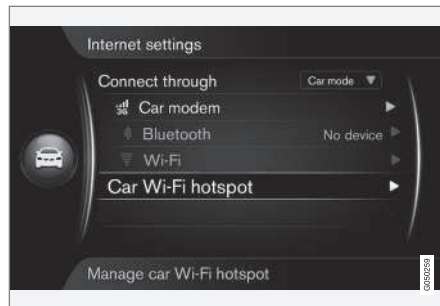 Internet settings
Connect through Car mode
3G Car modem
Bluetooth No device
Wi-Fi
Car Wi-Fi hotspot
Manage car Wi-Fi hotspot
G050259